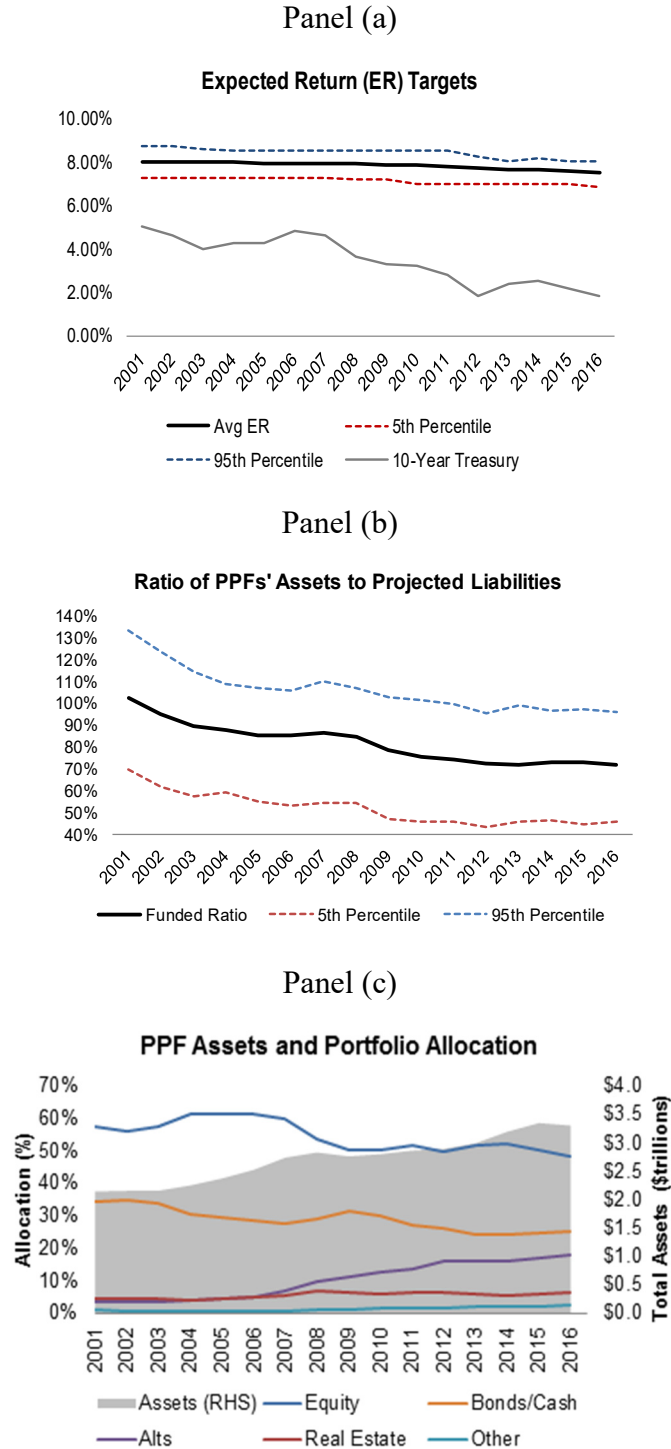 Panel (a)
Expected Return (ER) Targets
10.00%
8.00%
6.00%
4.00%
2.00%
0.00%
2001 2002 2003 2004 2005 2006 2007 2008 2009 2010 2011 2012 2013 2014 2015 2016
Avg ER 5th Percentile
95th Percentile 10-Year Treasury
Panel (b)
Ratio of PPFs' Assets to Projected Liabilities
140%
130%
120%
110%
100%
90%
80%
70%
60%
50%
40%
2001 2002 2003 2004 2005 2006 2007 2008 2009 2010 2011 2012 2013 2014 2015 2016
Funded Ratio 5th Percentile 95th Percentile
Panel (c)
PPF Assets and Portfolio Allocation
Allocation (%)
70%
60%
50%
40%
30%
20%
10%
0%
$4.0
$3.5
$3.0
$2.5
$2.0
$1.5
$1.0
$0.5
$0.0
Total Assets ($trillions)
2001 2002 2003 2004 2005 2006 2007 2008 2009 2010 2011 2012 2013 2014 2015 2016
Assets (RHS) Equity Bonds/Cash
Alts Real Estate Other